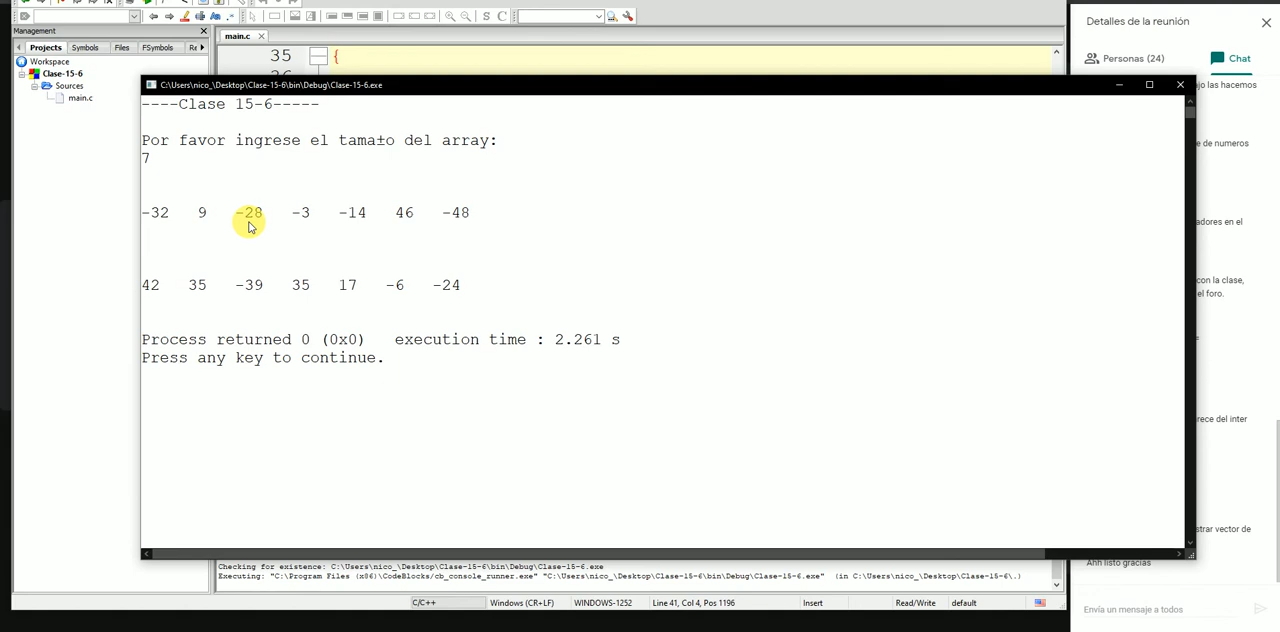 Management
Projects Symbols Files FSymbols Re
Workspace
Clase-15-6
Sources
main.c
main.c
35 {
C:\Users\nico_\Desktop\Clase-15-6\bin\Debug\Clase-15-6.exe
----Clase 15-6-----
Por favor ingrese el tama±o del array:
7
-32 9 -28 -3 -14 46 -48
42 35 -39 35 17 -6 -24
Process returned 0 (0x0) execution time : 2.261 s
Press any key to continue.
Checking for existence: C:\Users\nico_\Desktop\Clase-15-6\bin\Debug\Clase-15-6.exe
Executing: "C:\Program Files (x86)\CodeBlocks/cb_console_runner.exe" "C:\Users\nico_\Desktop\Clase-15-6\bin\Debug\Clase-15-6.exe" (in C:\Users\nico_\Desktop\Clase-15-6\.)
C/C++ Windows (CR+LF) WINDOWS-1252 Line 41, Col 4, Pos 1196 Insert Read/Write default
Detalles de la reunión
Personas (24) Chat
las hacemos
de numeros
en el
con la clase,
el foro.
del inter
vector de
Ahh listo gracias
Envía un mensaje a todos